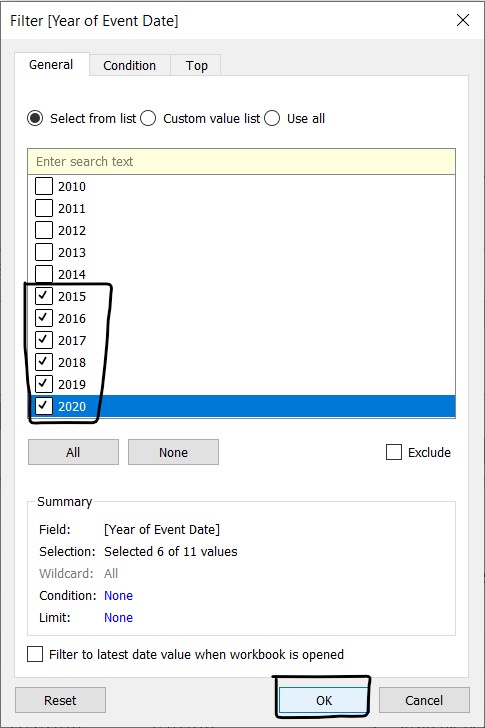 Filter [Year of Event Date]
General Condition Top
Select from list Custom value list Use all
Enter search text
2010
2011
2012
2013
2014
2015
2016
2017
2018
2019
2020
All None Exclude
Summary
Field: [Year of Event Date]
Selection: Selected 6 of 11 values
Wildcard: All
Condition: None
Limit: None
Filter to latest date value when workbook is opened
Reset OK Cancel